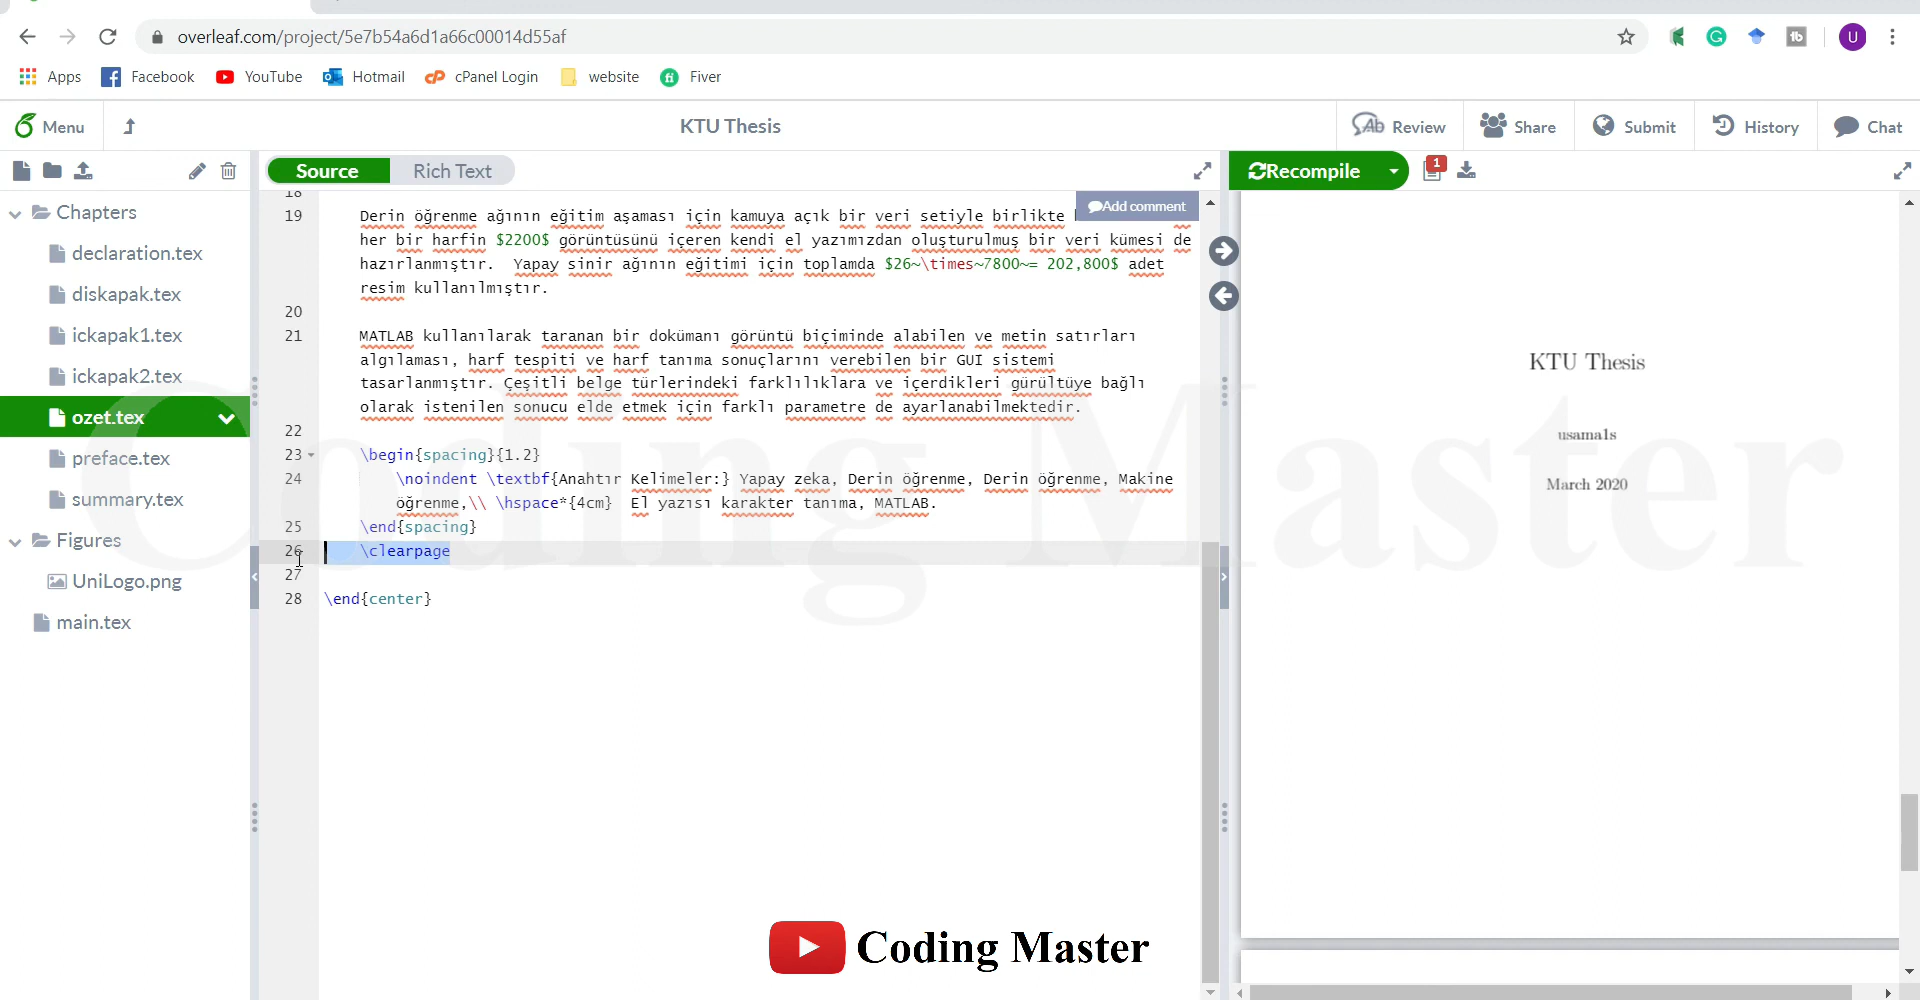 overleaf.com/project/5e7b54a6d1a66c00014d55af
U
Apps Facebook YouTube Hotmail cPanel Login website Fiver
Menu KTU Thesis Review Share Submit History Chat
Source Rich Text Recompile 1
Chapters
declaration.tex
diskapak.tex
ickapak1.tex
ickapak2.tex
ozet.tex
preface.tex
summary.tex
Figures
UniLogo.png
main.tex
18
Add comment
19 Derin öğrenme ağının eğitim aşaması için kamuya açık bir veri setiyle birlikte
her bir harfin $2200$ görüntüsünü içeren kendi el yazımızdan oluşturulmuş bir veri kümesi de
hazırlanmıştır. Yapay sinir ağının eğitimi için toplamda $26~\times~7800~= 202,800$ adet
resim kullanılmıştır.
20
21 MATLAB kullanılarak taranan bir dokümanı görüntü biçiminde alabilen ve metin satırları
algılaması, harf tespiti ve harf tanıma sonuçlarını verebilen bir GUI sistemi
tasarlanmıştır. Çeşitli belge türlerindeki farklılıklara ve içerdikleri gürültüye bağlı
olarak istenilen sonucu elde etmek için farklı parametre de ayarlanabilmektedir.
22
23 \begin{spacing}{1.2}
24 \noindent \textbf{Anahtır Kelimeler:} Yapay zeka, Derin öğrenme, Derin öğrenme, Makine
öğrenme,\\ \hspace*{4cm} El yazısı karakter tanıma, MATLAB.
25 \end{spacing}
26 \clearpage
27
28 \end{center}
KTU Thesis
usama1s
March 2020
Coding Master
Coding Master